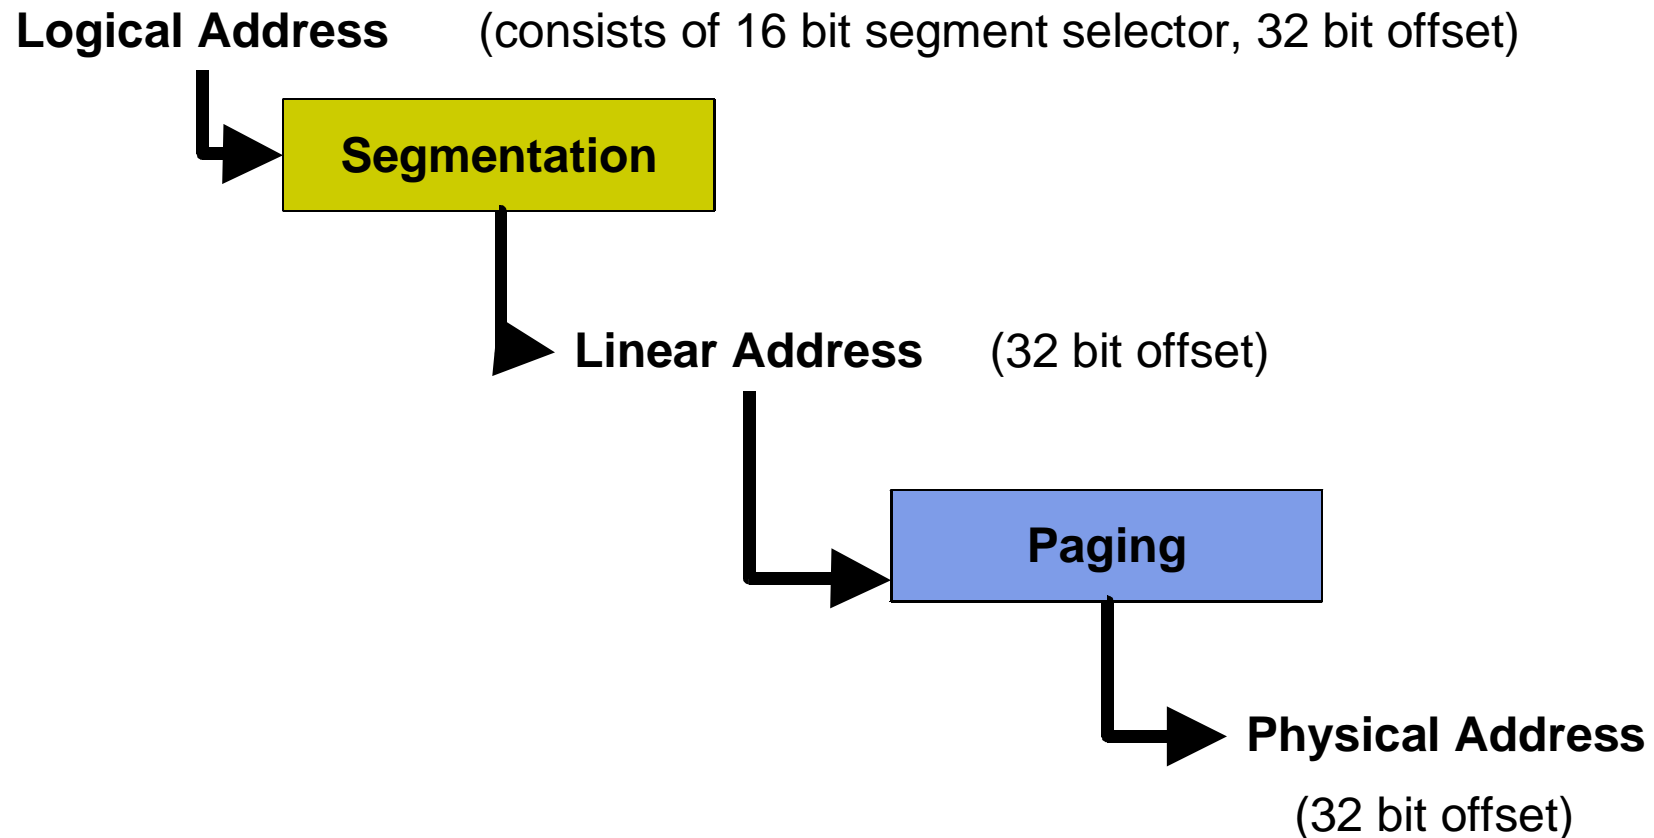 Logical Address (consists of 16 bit segment selector, 32 bit offset)
Segmentation
Linear Address (32 bit offset)
Paging
Physical Address
(32 bit offset)